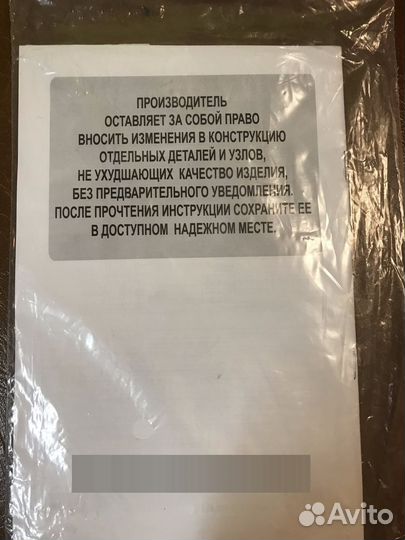 ПРОИЗВОДИТЕЛЬ
ОСТАВЛЯЕТ ЗА СОБОЙ ПРАВО
ВНОСИТЬ ИЗМЕНЕНИЯ В КОНСТРУКЦИЮ
ОТДЕЛЬНЫХ ДЕТАЛЕЙ И УЗЛОВ,
НЕ УХУДШАЮЩИХ КАЧЕСТВО ИЗДЕЛИЯ,
БЕЗ ПРЕДВАРИТЕЛЬНОГО УВЕДОМЛЕНИЯ.
ПОСЛЕ ПРОЧТЕНИЯ ИНСТРУКЦИИ СОХРАНИТЕ ЕЕ
В ДОСТУПНОМ НАДЕЖНОМ МЕСТЕ.
Avito